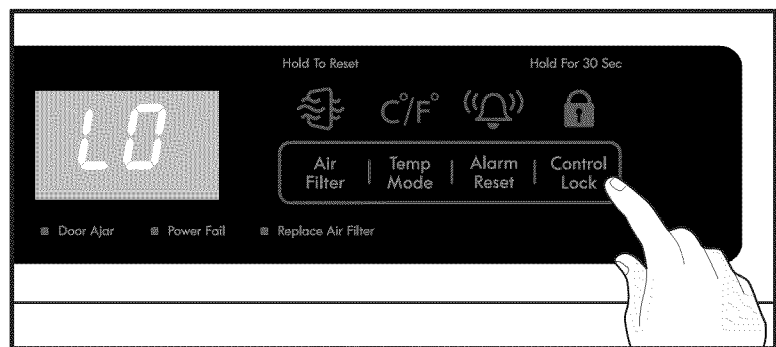 Hold To Reset
Hold For 30 Sec
C°/F°
LO
Air Filter
Temp Mode
Alarm Reset
Control Lock
Door Ajar
Power Fail
Replace Air Filter